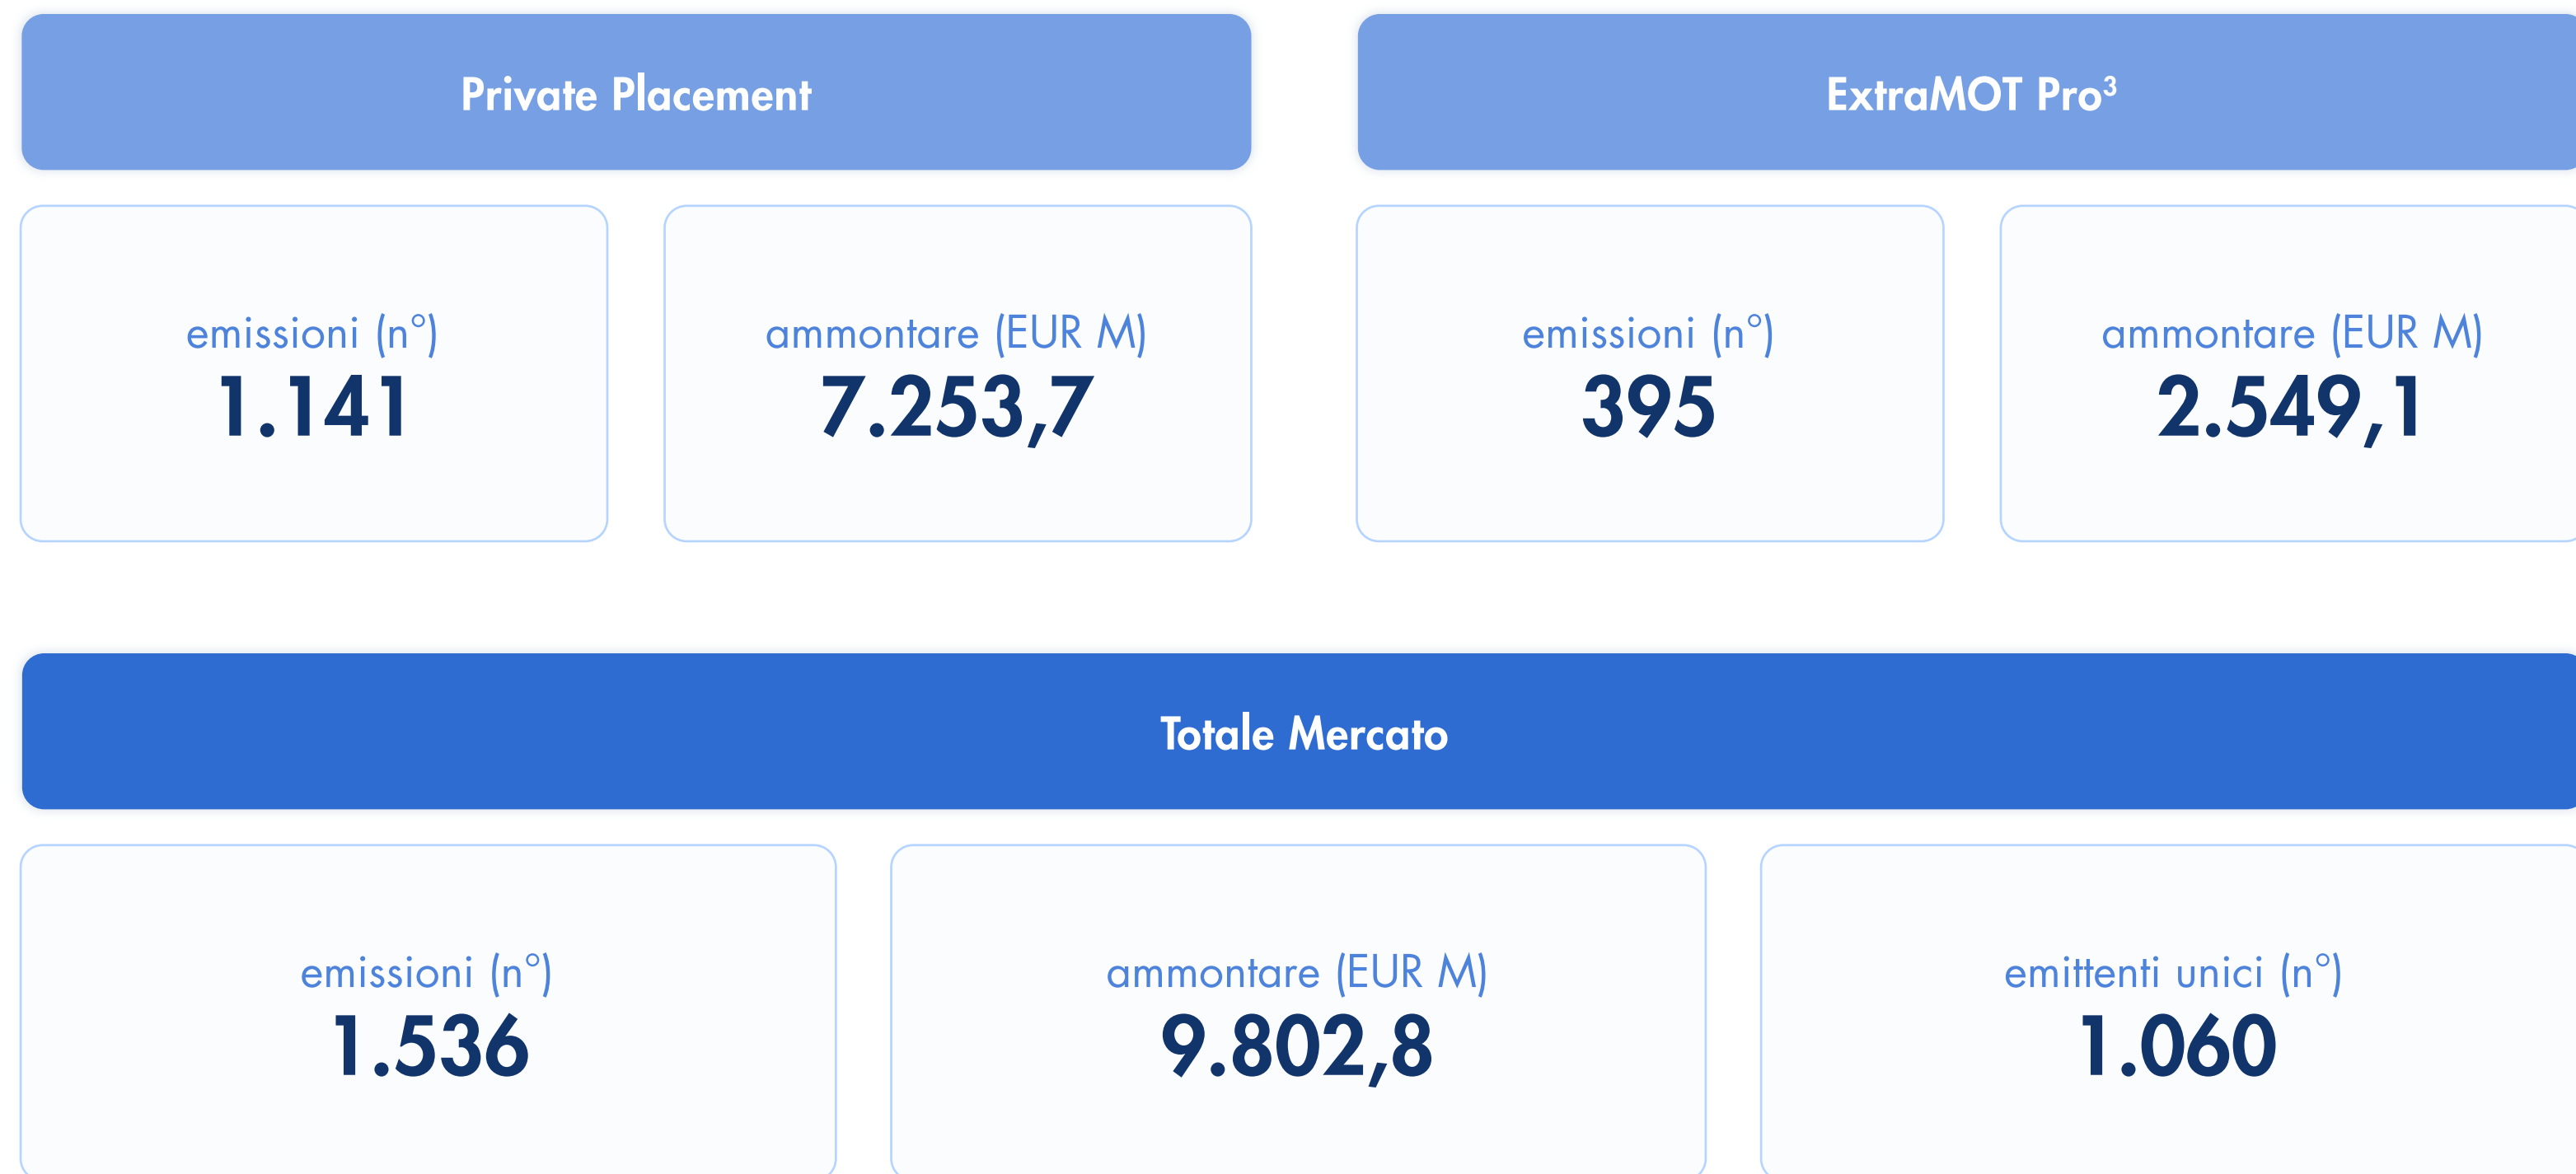 Private Placement
ExtraMOT Pro³
emissioni (n°)
1.141
ammontare (EUR M)
7.253,7
emissioni (n°)
395
ammontare (EUR M)
2.549,1
Totale Mercato
emissioni (n°)
1.536
ammontare (EUR M)
9.802,8
emittenti unici (n°)
1.060